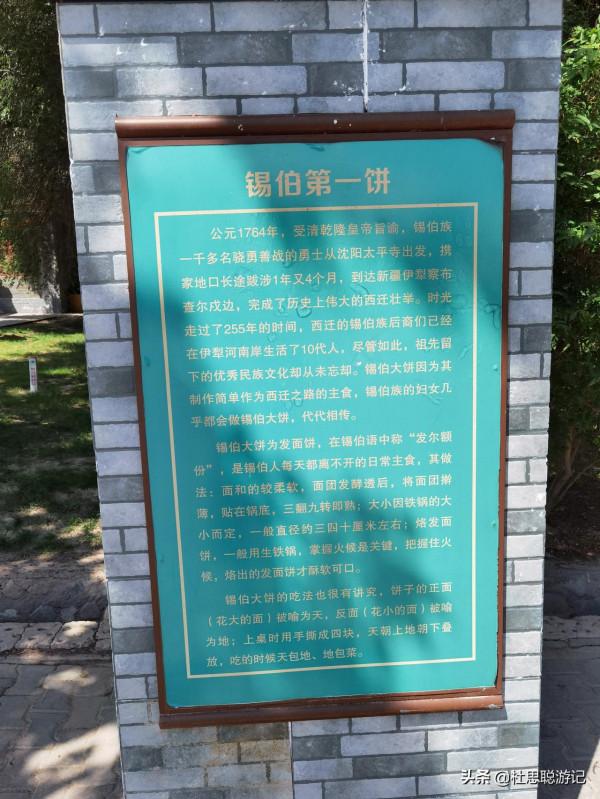 锡伯第一饼
公元1764年，受清乾隆皇帝旨谕，锡伯族
一千多名骁勇善战的勇士从沈阳太平寺出发，携
家地口长途跋涉1年又4个月，到达新疆伊犁察布
查尔戍边，完成了历史上伟大的西迁壮举。时光
走过了255年的时间，西迁的锡伯族后裔们已经
在伊犁河南岸生活了10代人，尽管如此，祖先留
下的优秀民族文化却从未忘却。锡伯大饼因为其
制作简单作为西迁之路的主食，锡伯族的妇女几
乎都会做锡伯大饼，代代相传。
锡伯大饼为发面饼，在锡伯语中称“发尔额
份”，是锡伯人每天都离不开的日常主食，其做
法：面和的较柔软，面团发酵透后，将面团擀
薄，贴在锅底，三翻九转即熟；大小因铁锅的大
小而定，一般直径约三四十厘米左右；烙发面
饼，一般用生铁锅，掌握火候是关键，把握住火
候，烙出的发面饼才酥软可口。
锡伯大饼的吃法也很有讲究，饼子的正面
（花大的面）被喻为天，反面（花小的面）被喻
为地；上桌时用手撕成四块，天朝上地朝下叠
放，吃的时候天包地、地包菜。
头条 @杜思聪游记